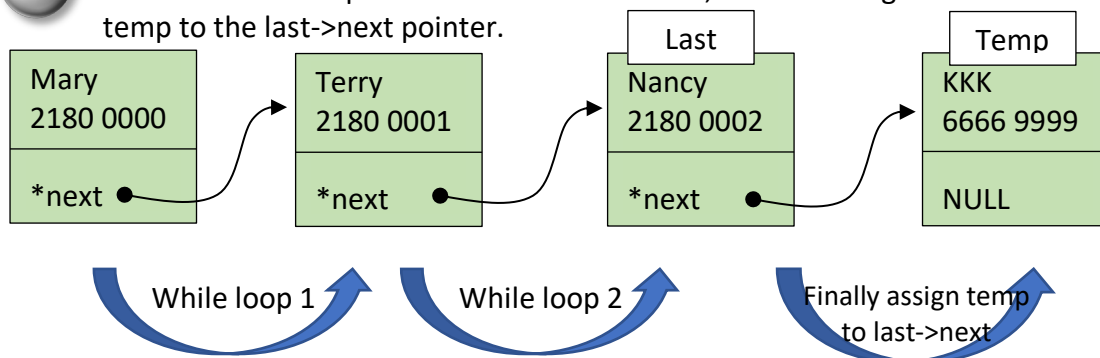 temp to the last->next pointer.
Last
Temp
Mary
2180 0000
*next
Terry
2180 0001
*next
Nancy
2180 0002
*next
KKK
6666 9999
NULL
While loop 1
While loop 2
Finally assign temp
to last->next